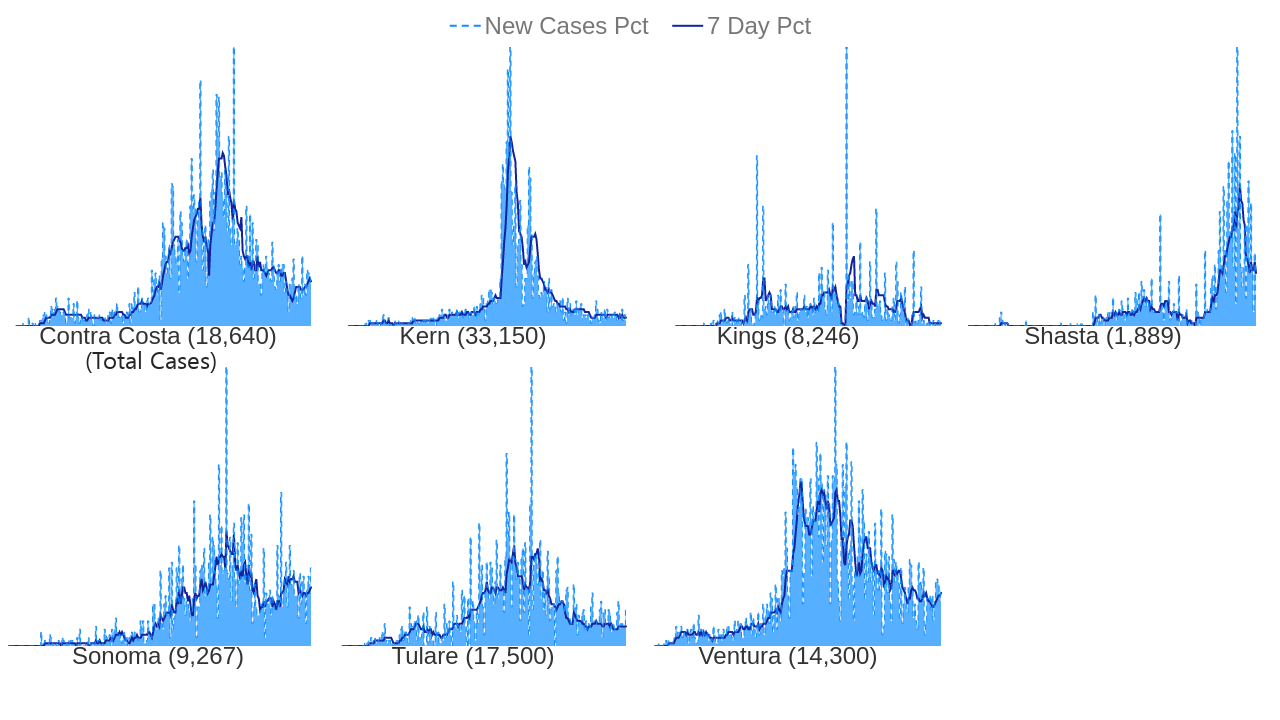 New Cases Pct 7 Day Pct
Contra Costa (18,640) Kern (33,150) Kings (8,246) Shasta (1,889)
(Total Cases)
Sonoma (9,267) Tulare (17,500) Ventura (14,300)